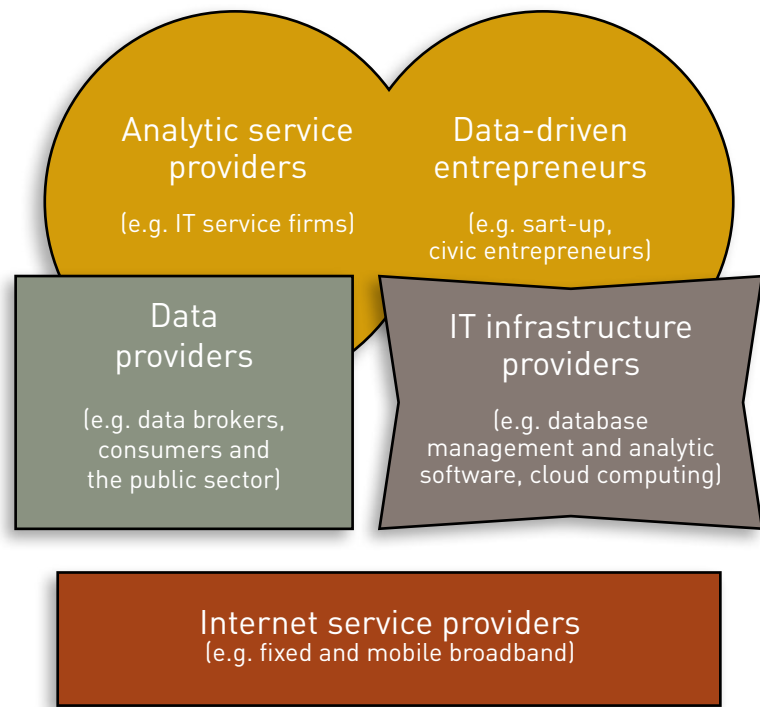 Analytic service
providers
(e.g. IT service firms)
Data-driven
entrepreneurs
(e.g. sart-up,
civic entrepreneurs)
Data
providers
(e.g. data brokers,
consumers and
the public sector)
IT infrastructure
providers
(e.g. database
management and analytic
software, cloud computing)
Internet service providers
(e.g. fixed and mobile broadband)